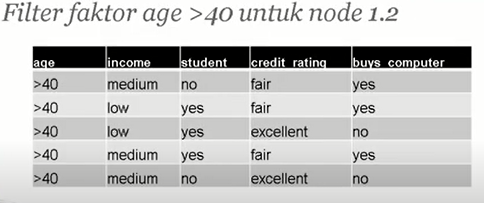 Filter faktor age >40 untuk node 1.2
age income student credit_rating buys_computer
>40 medium no fair yes
>40 low yes fair yes
>40 low yes excellent no
>40 medium yes fair yes
>40 medium no excellent no